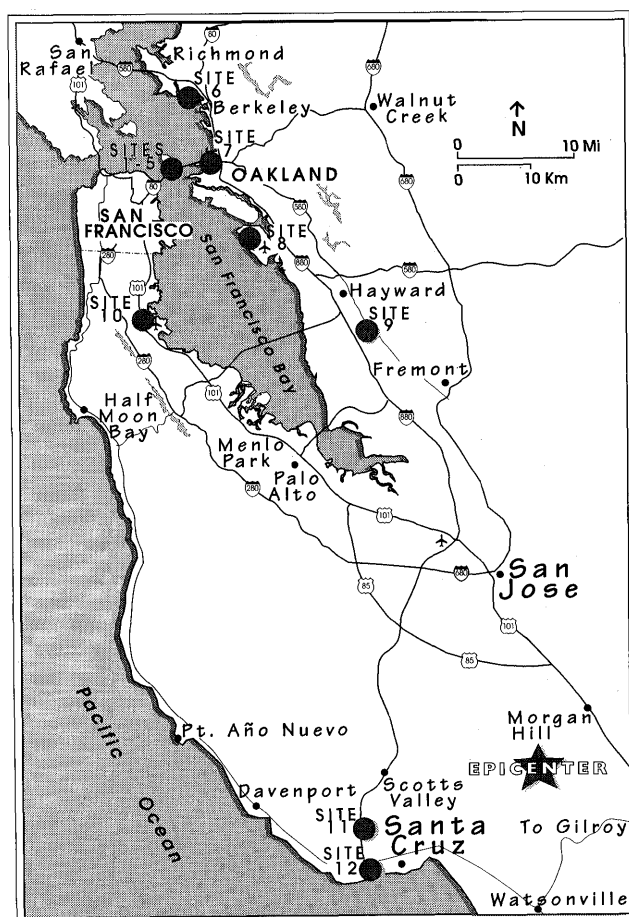 80
Richmond
680
San
Rafael
580
101
SITE
6
Berkeley
Walnut
Creek
N
10 Mi
0
0
10 Km
SITES
1-5
SITE
7
OAKLAND
80
680
580
SAN
FRANCISCO
SITE
8
280
880
580
San Francisco Bay
101
SITE
10
Hayward
SITE
9
280
Fremont
101
Half
Moon
Bay
880
Menlo
Park
Palo
Alto
280
101
680
San
Jose
85
101
85
Pacific
Ocean
Morgan
Hill
Pt. Año Nuevo
EPICENTER
Davenport
Scotts
Valley
SITE
11
Santa
Cruz
To Gilroy
SITE
12
Watsonville